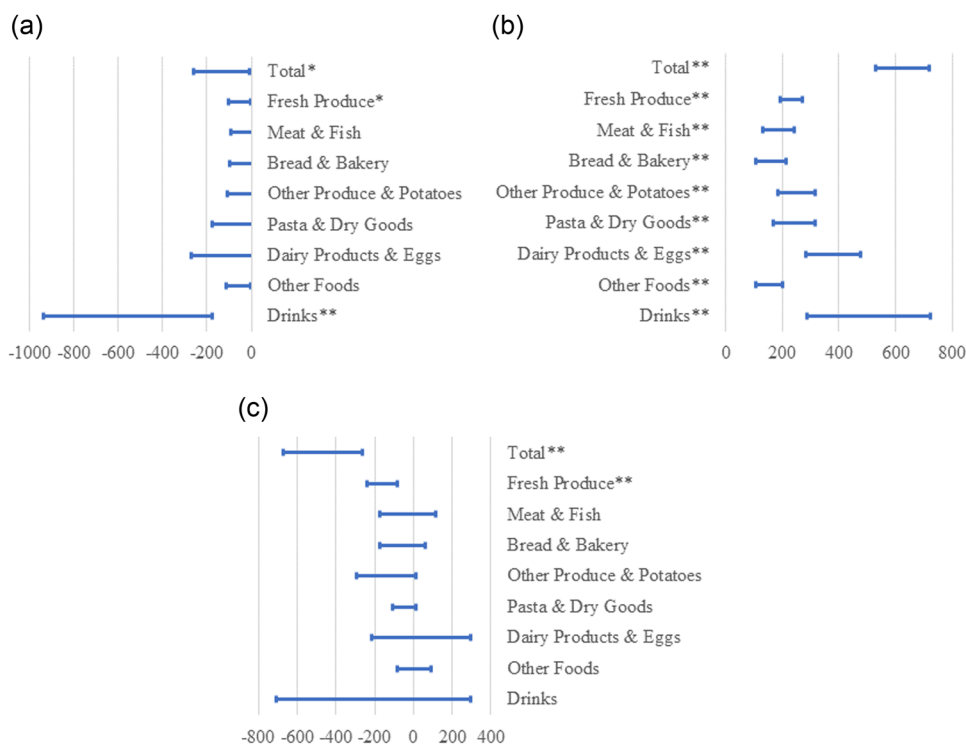 (a)
Total*
Fresh Produce*
Meat & Fish
Bread & Bakery
Other Produce & Potatoes
Pasta & Dry Goods
Dairy Products & Eggs
Other Foods
Drinks**
-1000 -800 -600 -400 -200 0
(b)
Total**
Fresh Produce**
Meat & Fish**
Bread & Bakery**
Other Produce & Potatoes**
Pasta & Dry Goods**
Dairy Products & Eggs**
Other Foods**
Drinks**
0 200 400 600 800
(c)
Total**
Fresh Produce**
Meat & Fish
Bread & Bakery
Other Produce & Potatoes
Pasta & Dry Goods
Dairy Products & Eggs
Other Foods
Drinks
-800 -600 -400 -200 0 200 400